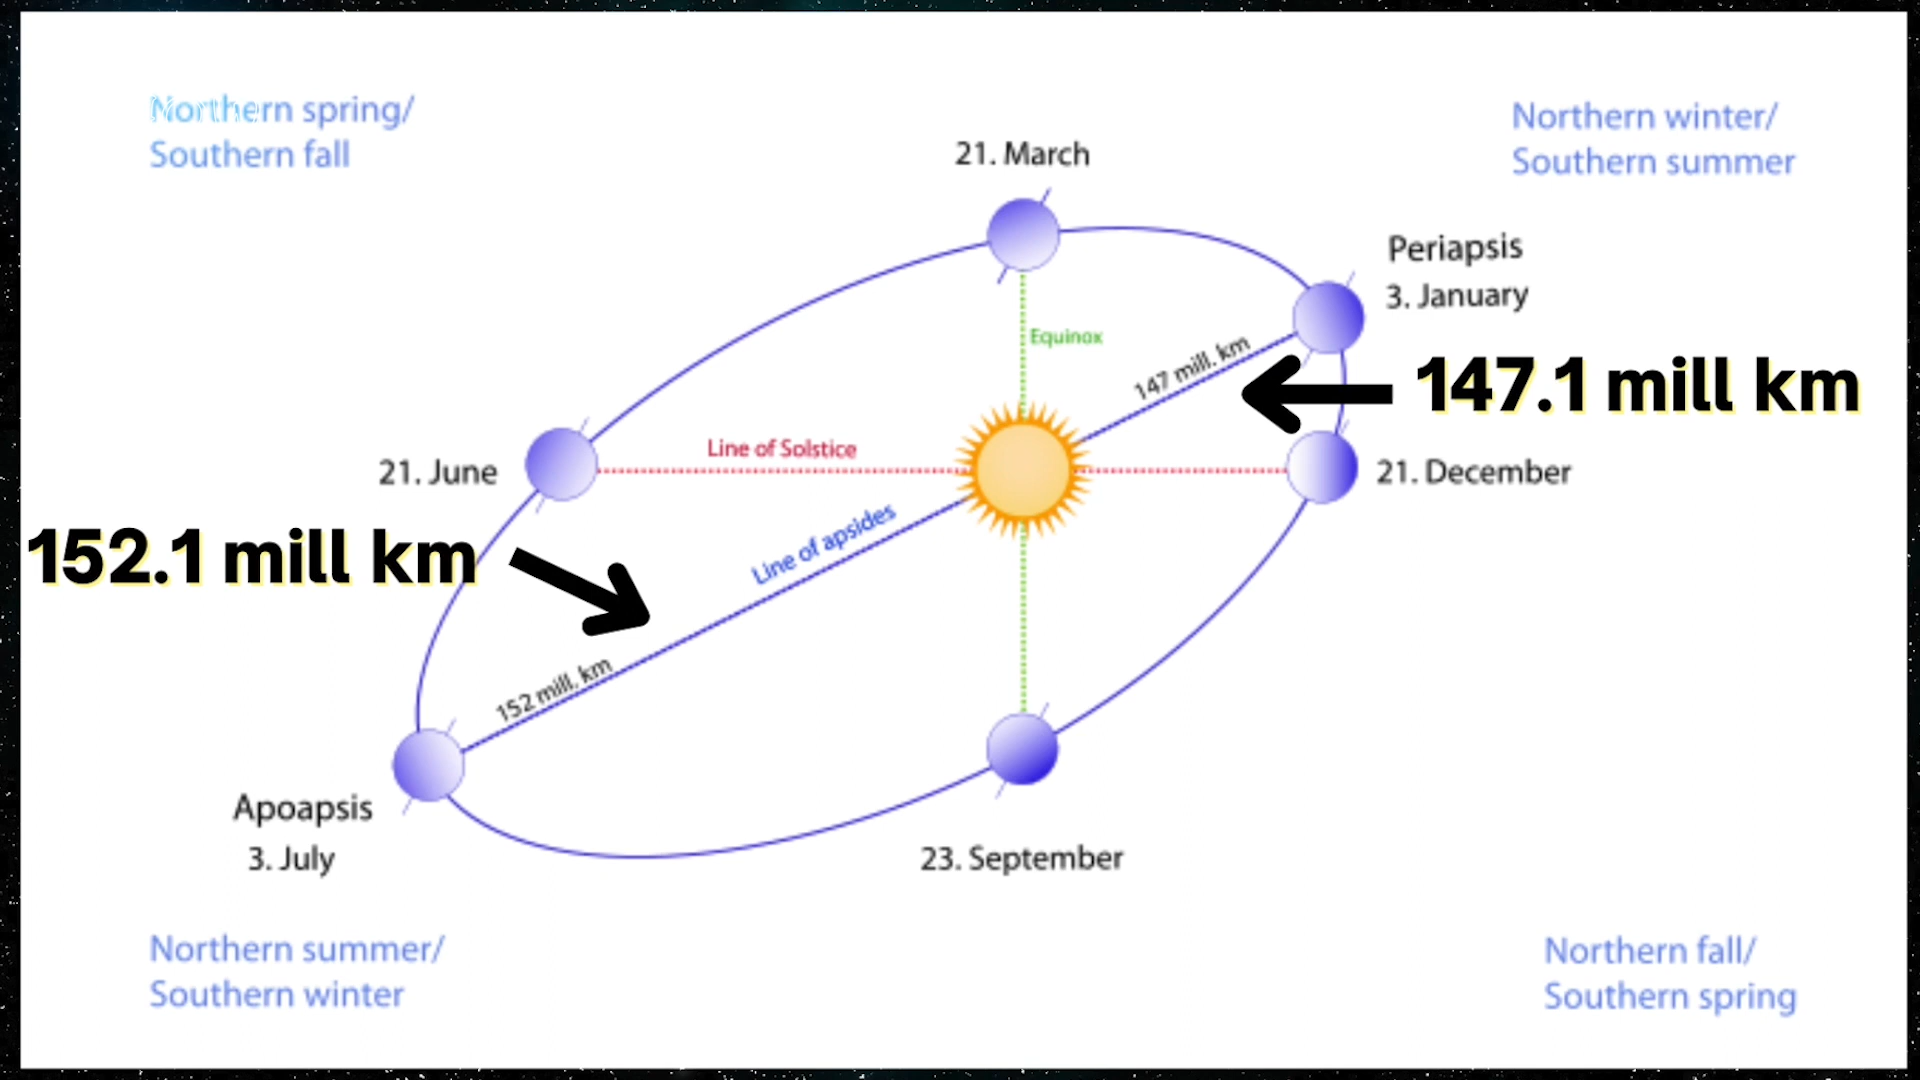 Northern spring/
Southern fall
Northern winter/
Southern summer
21. March
Periapsis
3. January
Equinox
147 mill. km
147.1 mill km
Line of Solstice
21. June
21. December
152.1 mill km
Line of apsides
152 mill. km
Apoapsis
3. July
23. September
Northern summer/
Southern winter
Northern fall/
Southern spring